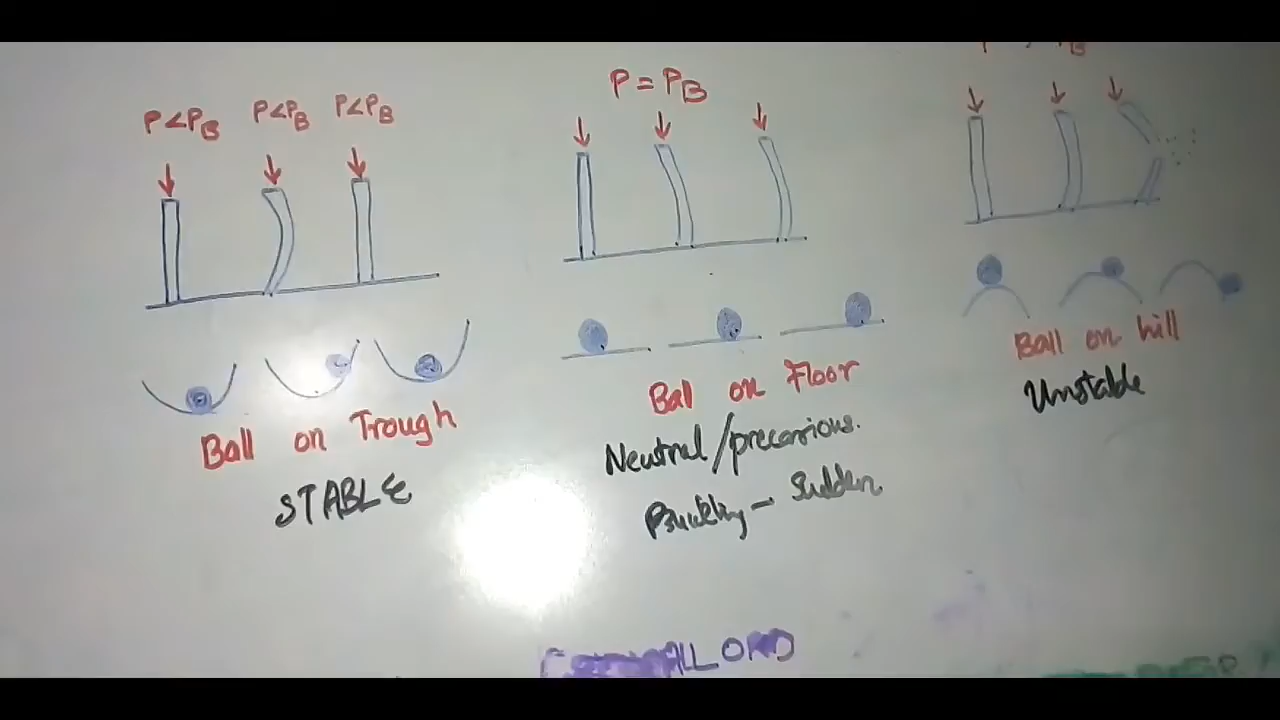 P<PB P<PB P<PB
Ball on Trough
STABLE
P = PB
Ball on Floor
Neutral/precarious.
Buckling - Sudden
Ball on hill
Unstable